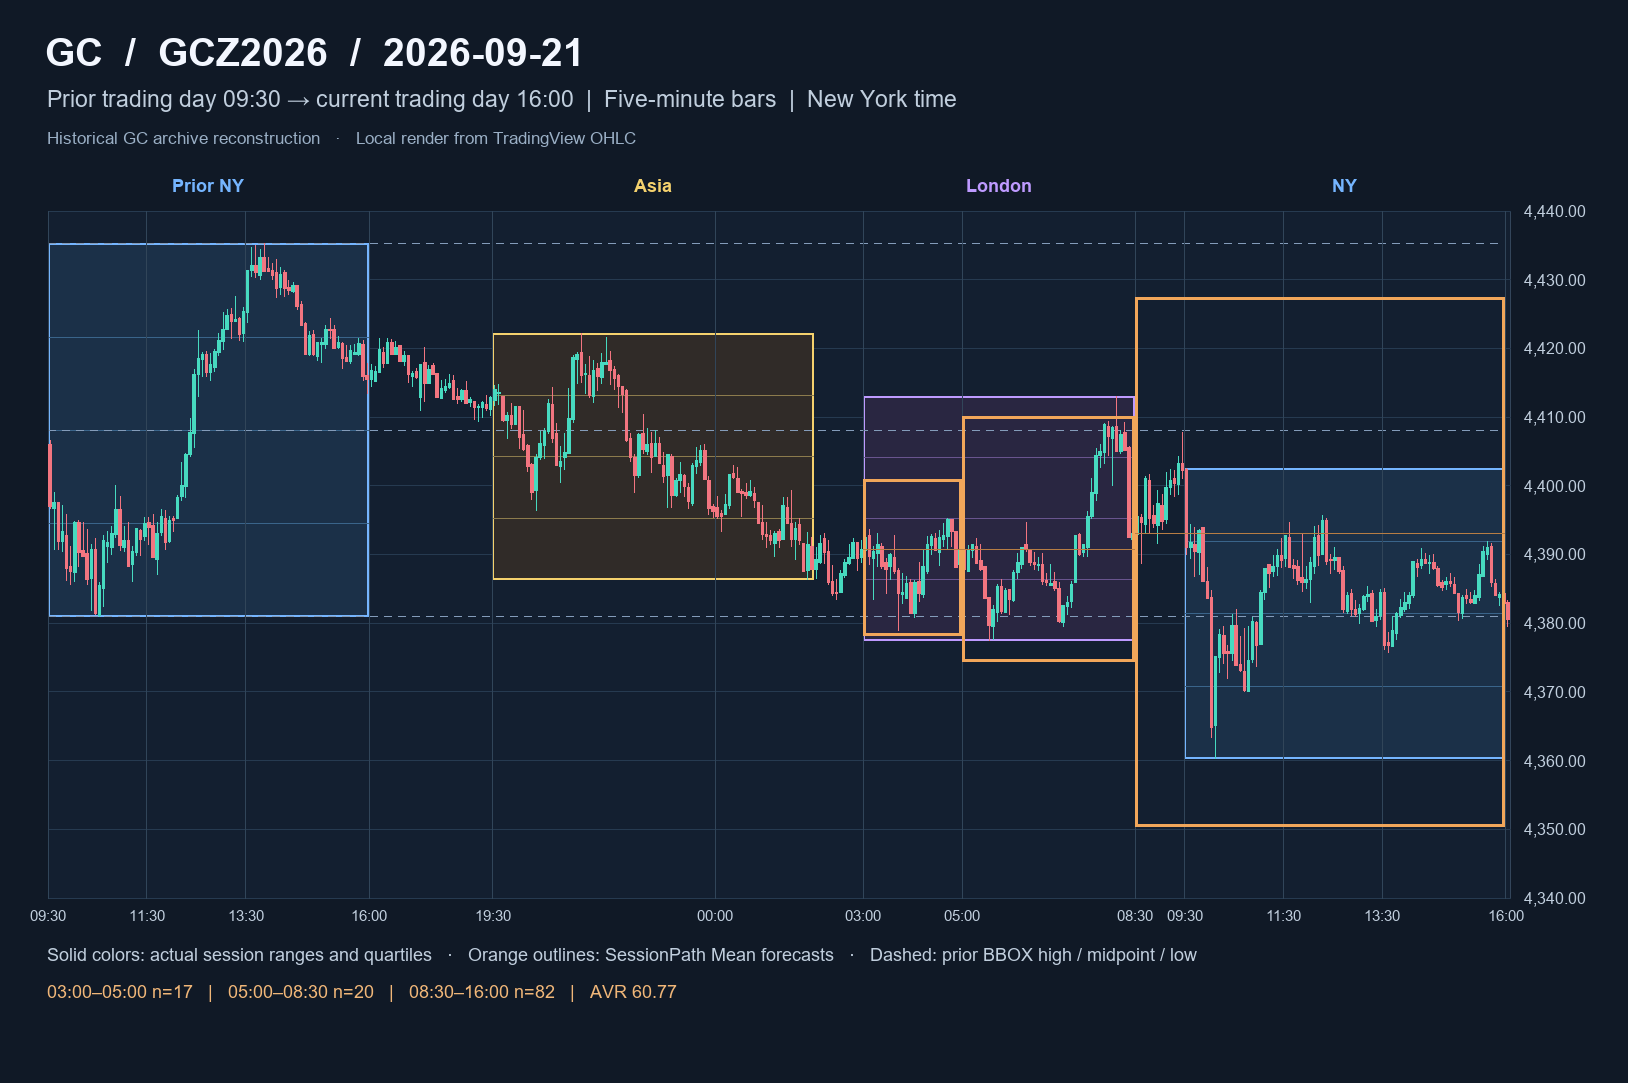 GC / GCZ2026 / 2026-09-21
Prior trading day 09:30 → current trading day 16:00 | Five-minute bars | New York time
Historical GC archive reconstruction · Local render from TradingView OHLC
Prior NY Asia London NY
4,440.00
4,430.00
4,420.00
4,410.00
4,400.00
4,390.00
4,380.00
4,370.00
4,360.00
4,350.00
4,340.00
09:30 11:30 13:30 16:00 19:30 00:00 03:00 05:00 08:30 09:30 11:30 13:30 16:00
Solid colors: actual session ranges and quartiles · Orange outlines: SessionPath Mean forecasts · Dashed: prior BBOX high / midpoint / low
03:00–05:00 n=17 | 05:00–08:30 n=20 | 08:30–16:00 n=82 | AVR 60.77